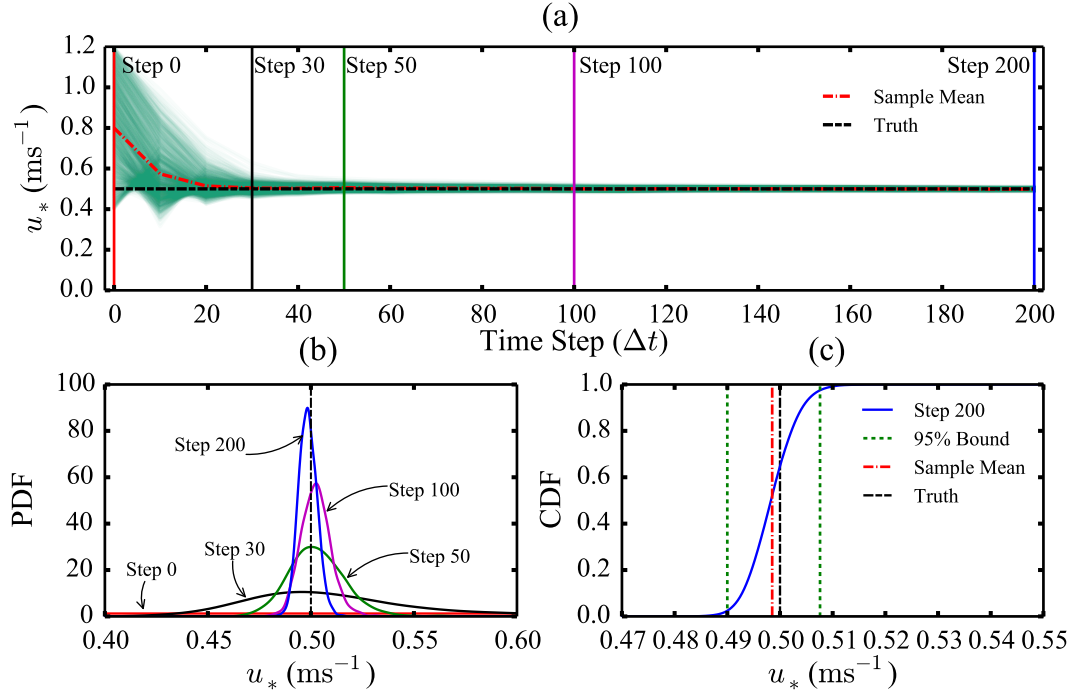 (a)
1.2
1.0
0.8
0.6
0.4
0.2
0.0
u* (ms⁻¹)
Step 0
Step 30
Step 50
Step 100
Step 200
Sample Mean
Truth
0 20 40 60 80 100 120 140 160 180 200
Time Step (Δt)
(b)
100
80
60
40
20
0
PDF
Step 200
Step 100
Step 30
Step 50
Step 0
0.40 0.45 0.50 0.55 0.60
u* (ms⁻¹)
(c)
1.0
0.8
0.6
0.4
0.2
0.0
CDF
Step 200
95% Bound
Sample Mean
Truth
0.47 0.48 0.49 0.50 0.51 0.52 0.53 0.54 0.55
u* (ms⁻¹)